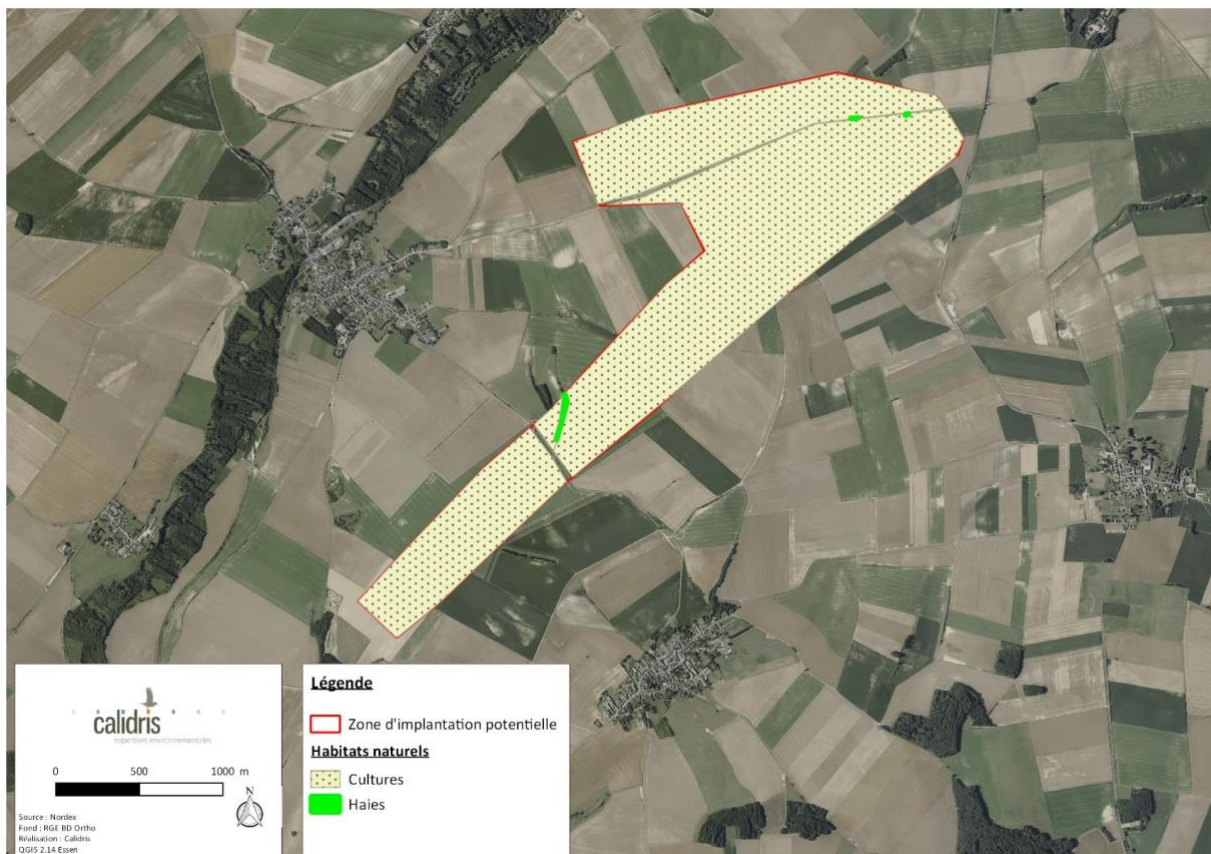 calidris
expertises environnementales
0 500 1000 m
N
Source : Nordex
Fond : RGE BD Ortho
Réalisation : Calidris
QGIS 2.14 Essen
Légende
Zone d'implantation potentielle
Habitats naturels
Cultures
Haies